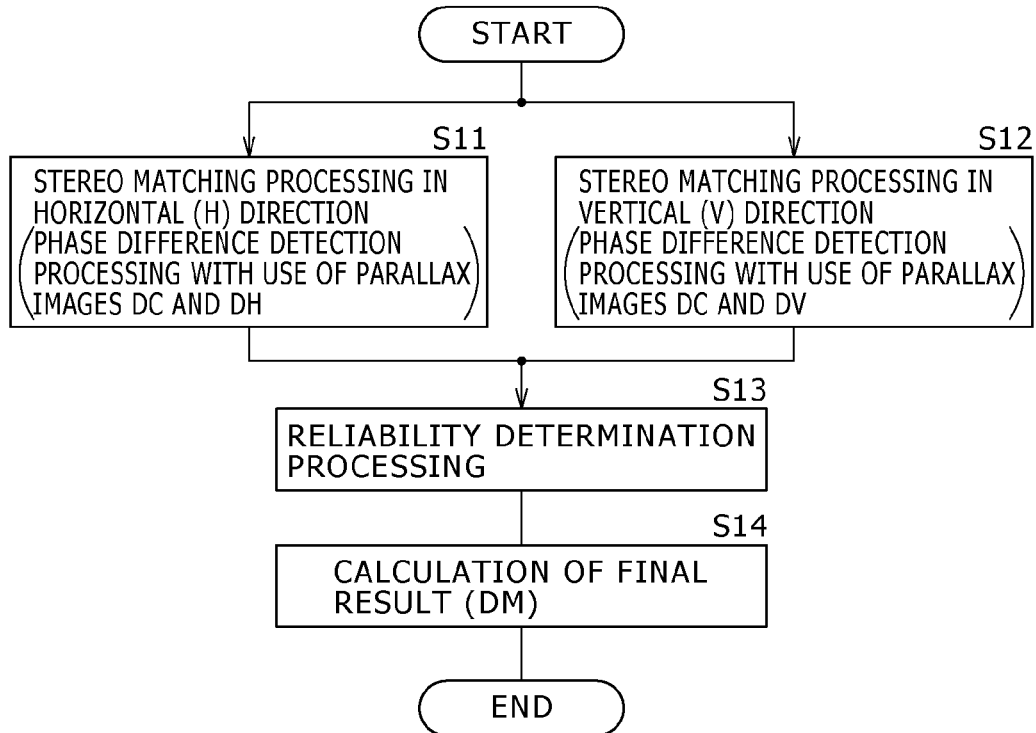 START
S11
STEREO MATCHING PROCESSING IN
HORIZONTAL (H) DIRECTION
(PHASE DIFFERENCE DETECTION
PROCESSING WITH USE OF PARALLAX
IMAGES DC AND DH)
S12
STEREO MATCHING PROCESSING IN
VERTICAL (V) DIRECTION
(PHASE DIFFERENCE DETECTION
PROCESSING WITH USE OF PARALLAX
IMAGES DC AND DV)
S13
RELIABILITY DETERMINATION
PROCESSING
S14
CALCULATION OF FINAL
RESULT (DM)
END